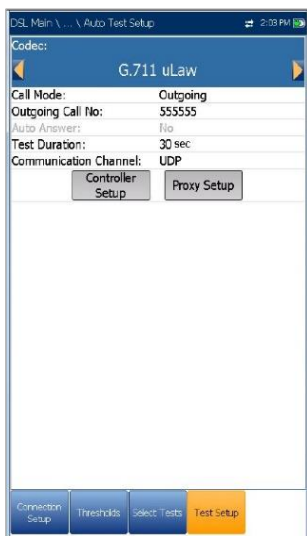 DSL Main \ ... \ Auto Test Setup 2:03 PM
Codec:
G.711 uLaw
Call Mode: Outgoing
Outgoing Call No: 555555
Auto Answer: No
Test Duration: 30 sec
Communication Channel: UDP
Controller Setup
Proxy Setup
Connection Setup
Thresholds
Select Tests
Test Setup